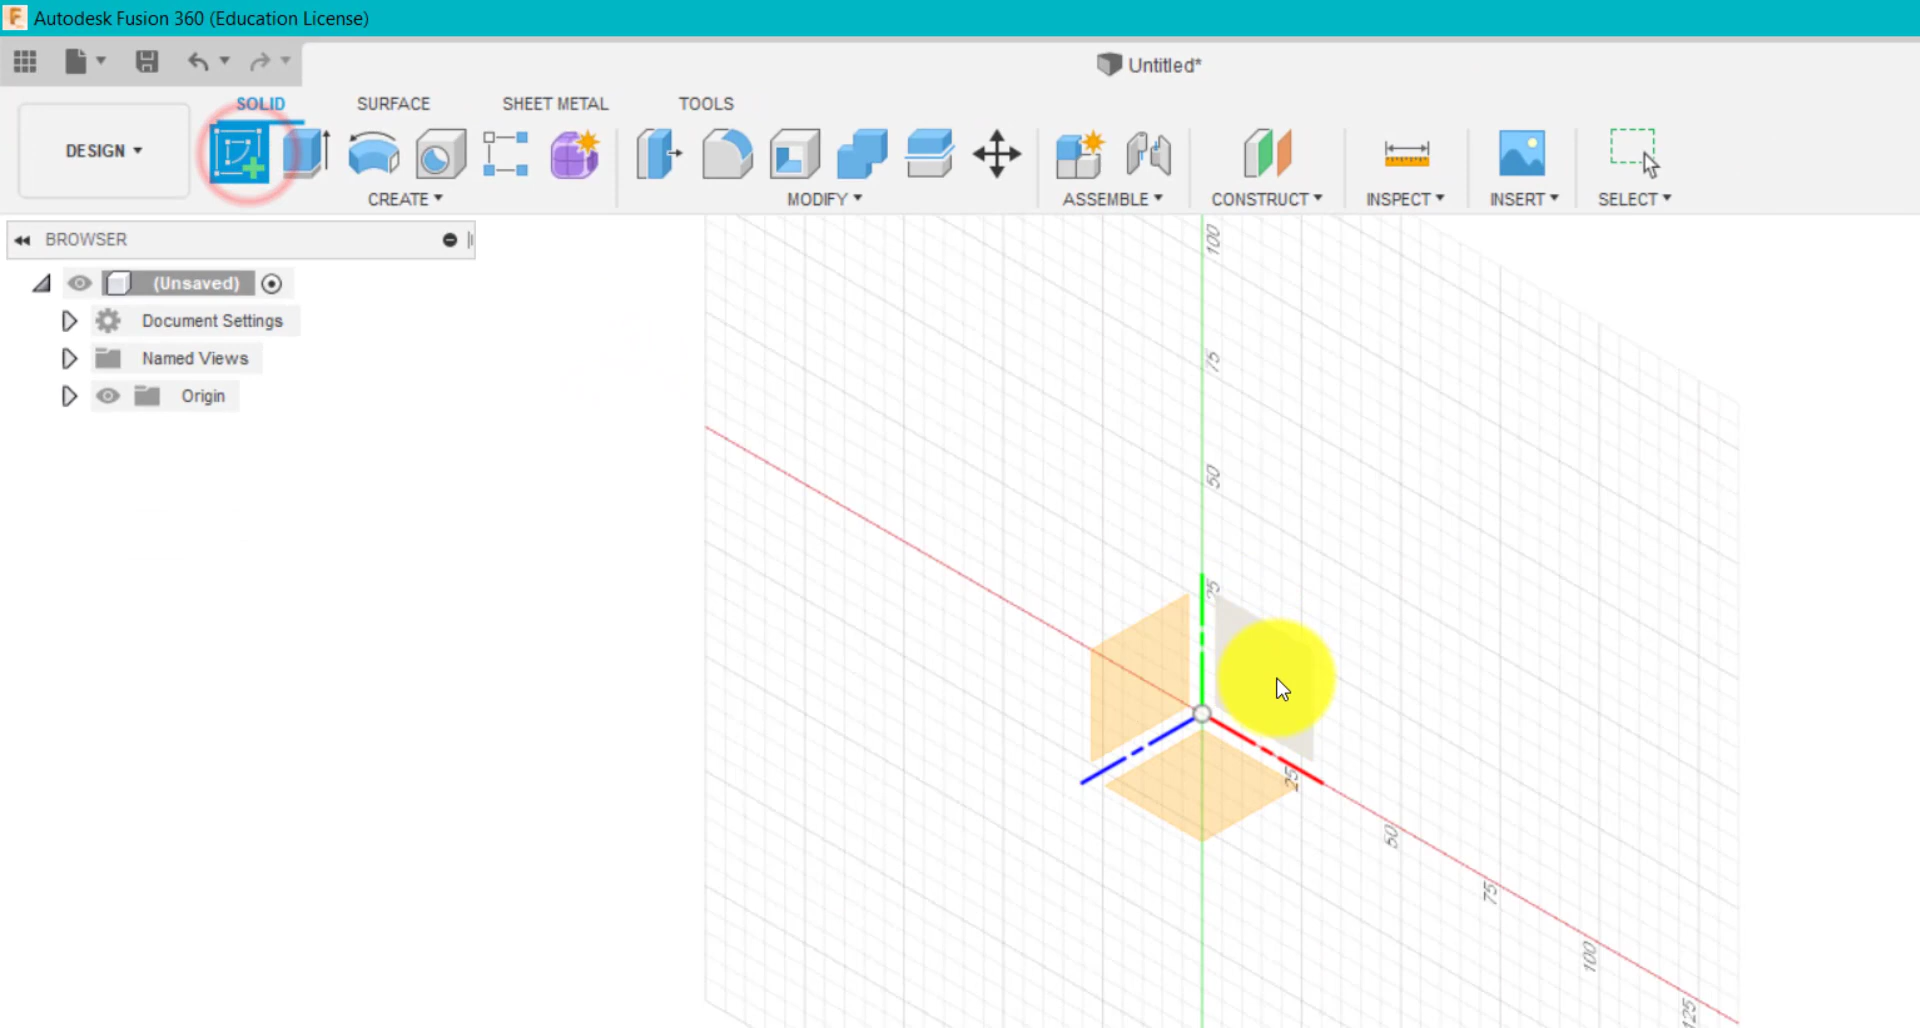 Autodesk Fusion 360 (Education License)
Untitled*
SOLID SURFACE SHEET METAL TOOLS
DESIGN
CREATE MODIFY ASSEMBLE CONSTRUCT INSPECT INSERT SELECT
BROWSER
(Unsaved)
Document Settings
Named Views
Origin
100
75
50
25
25
50
75
100
125